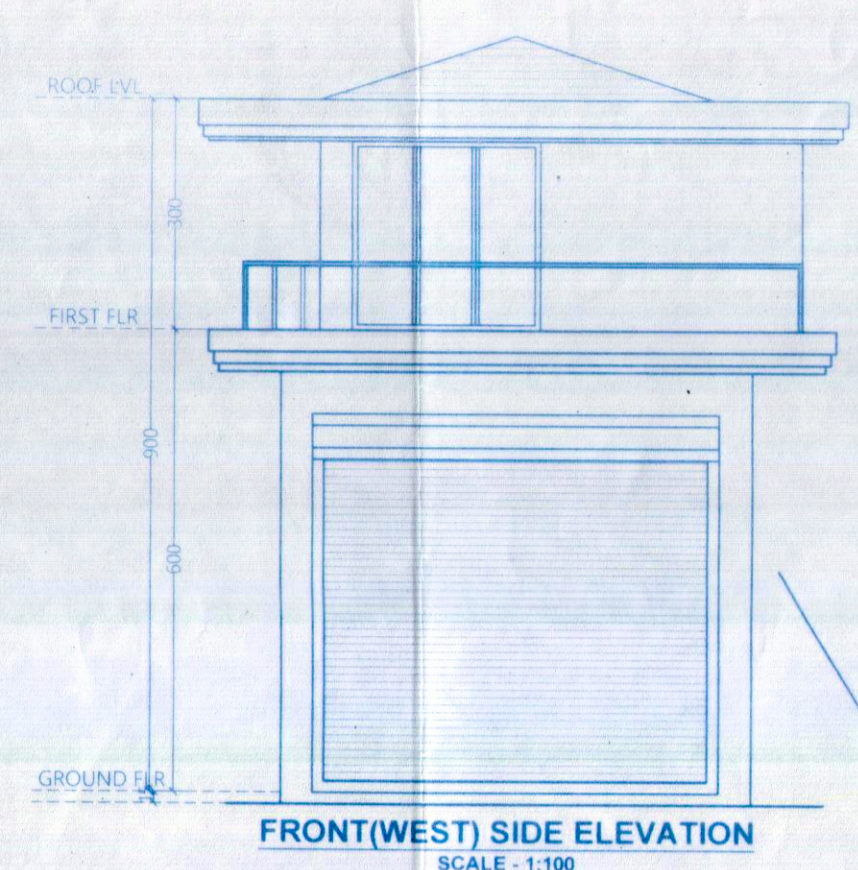 ROOF LVL
300
FIRST FLR
900
600
GROUND FLR
FRONT(WEST) SIDE ELEVATION
SCALE - 1:100